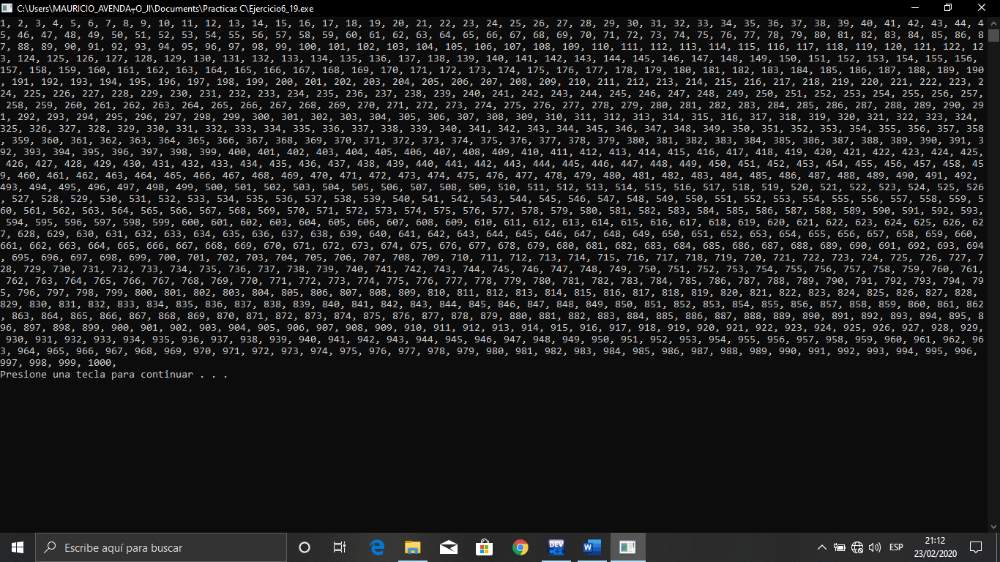 C:\Users\MAURICIO_AVENDA┬O_JI\Documents\Practicas C\Ejercicio6_19.exe
1, 2, 3, 4, 5, 6, 7, 8, 9, 10, 11, 12, 13, 14, 15, 16, 17, 18, 19, 20, 21, 22, 23, 24, 25, 26, 27, 28, 29, 30, 31, 32, 33, 34, 35, 36, 37, 38, 39, 40, 41, 42, 43, 44, 4
5, 46, 47, 48, 49, 50, 51, 52, 53, 54, 55, 56, 57, 58, 59, 60, 61, 62, 63, 64, 65, 66, 67, 68, 69, 70, 71, 72, 73, 74, 75, 76, 77, 78, 79, 80, 81, 82, 83, 84, 85, 86, 8
7, 88, 89, 90, 91, 92, 93, 94, 95, 96, 97, 98, 99, 100, 101, 102, 103, 104, 105, 106, 107, 108, 109, 110, 111, 112, 113, 114, 115, 116, 117, 118, 119, 120, 121, 122, 12
3, 124, 125, 126, 127, 128, 129, 130, 131, 132, 133, 134, 135, 136, 137, 138, 139, 140, 141, 142, 143, 144, 145, 146, 147, 148, 149, 150, 151, 152, 153, 154, 155, 156,
157, 158, 159, 160, 161, 162, 163, 164, 165, 166, 167, 168, 169, 170, 171, 172, 173, 174, 175, 176, 177, 178, 179, 180, 181, 182, 183, 184, 185, 186, 187, 188, 189, 190
, 191, 192, 193, 194, 195, 196, 197, 198, 199, 200, 201, 202, 203, 204, 205, 206, 207, 208, 209, 210, 211, 212, 213, 214, 215, 216, 217, 218, 219, 220, 221, 222, 223, 2
24, 225, 226, 227, 228, 229, 230, 231, 232, 233, 234, 235, 236, 237, 238, 239, 240, 241, 242, 243, 244, 245, 246, 247, 248, 249, 250, 251, 252, 253, 254, 255, 256, 257,
258, 259, 260, 261, 262, 263, 264, 265, 266, 267, 268, 269, 270, 271, 272, 273, 274, 275, 276, 277, 278, 279, 280, 281, 282, 283, 284, 285, 286, 287, 288, 289, 290, 29
1, 292, 293, 294, 295, 296, 297, 298, 299, 300, 301, 302, 303, 304, 305, 306, 307, 308, 309, 310, 311, 312, 313, 314, 315, 316, 317, 318, 319, 320, 321, 322, 323, 324,
325, 326, 327, 328, 329, 330, 331, 332, 333, 334, 335, 336, 337, 338, 339, 340, 341, 342, 343, 344, 345, 346, 347, 348, 349, 350, 351, 352, 353, 354, 355, 356, 357, 358
, 359, 360, 361, 362, 363, 364, 365, 366, 367, 368, 369, 370, 371, 372, 373, 374, 375, 376, 377, 378, 379, 380, 381, 382, 383, 384, 385, 386, 387, 388, 389, 390, 391, 3
92, 393, 394, 395, 396, 397, 398, 399, 400, 401, 402, 403, 404, 405, 406, 407, 408, 409, 410, 411, 412, 413, 414, 415, 416, 417, 418, 419, 420, 421, 422, 423, 424, 425,
426, 427, 428, 429, 430, 431, 432, 433, 434, 435, 436, 437, 438, 439, 440, 441, 442, 443, 444, 445, 446, 447, 448, 449, 450, 451, 452, 453, 454, 455, 456, 457, 458, 45
9, 460, 461, 462, 463, 464, 465, 466, 467, 468, 469, 470, 471, 472, 473, 474, 475, 476, 477, 478, 479, 480, 481, 482, 483, 484, 485, 486, 487, 488, 489, 490, 491, 492,
493, 494, 495, 496, 497, 498, 499, 500, 501, 502, 503, 504, 505, 506, 507, 508, 509, 510, 511, 512, 513, 514, 515, 516, 517, 518, 519, 520, 521, 522, 523, 524, 525, 526
, 527, 528, 529, 530, 531, 532, 533, 534, 535, 536, 537, 538, 539, 540, 541, 542, 543, 544, 545, 546, 547, 548, 549, 550, 551, 552, 553, 554, 555, 556, 557, 558, 559, 5
60, 561, 562, 563, 564, 565, 566, 567, 568, 569, 570, 571, 572, 573, 574, 575, 576, 577, 578, 579, 580, 581, 582, 583, 584, 585, 586, 587, 588, 589, 590, 591, 592, 593,
594, 595, 596, 597, 598, 599, 600, 601, 602, 603, 604, 605, 606, 607, 608, 609, 610, 611, 612, 613, 614, 615, 616, 617, 618, 619, 620, 621, 622, 623, 624, 625, 626, 62
7, 628, 629, 630, 631, 632, 633, 634, 635, 636, 637, 638, 639, 640, 641, 642, 643, 644, 645, 646, 647, 648, 649, 650, 651, 652, 653, 654, 655, 656, 657, 658, 659, 660,
661, 662, 663, 664, 665, 666, 667, 668, 669, 670, 671, 672, 673, 674, 675, 676, 677, 678, 679, 680, 681, 682, 683, 684, 685, 686, 687, 688, 689, 690, 691, 692, 693, 694
, 695, 696, 697, 698, 699, 700, 701, 702, 703, 704, 705, 706, 707, 708, 709, 710, 711, 712, 713, 714, 715, 716, 717, 718, 719, 720, 721, 722, 723, 724, 725, 726, 727, 7
28, 729, 730, 731, 732, 733, 734, 735, 736, 737, 738, 739, 740, 741, 742, 743, 744, 745, 746, 747, 748, 749, 750, 751, 752, 753, 754, 755, 756, 757, 758, 759, 760, 761,
762, 763, 764, 765, 766, 767, 768, 769, 770, 771, 772, 773, 774, 775, 776, 777, 778, 779, 780, 781, 782, 783, 784, 785, 786, 787, 788, 789, 790, 791, 792, 793, 794, 79
5, 796, 797, 798, 799, 800, 801, 802, 803, 804, 805, 806, 807, 808, 809, 810, 811, 812, 813, 814, 815, 816, 817, 818, 819, 820, 821, 822, 823, 824, 825, 826, 827, 828,
829, 830, 831, 832, 833, 834, 835, 836, 837, 838, 839, 840, 841, 842, 843, 844, 845, 846, 847, 848, 849, 850, 851, 852, 853, 854, 855, 856, 857, 858, 859, 860, 861, 862
, 863, 864, 865, 866, 867, 868, 869, 870, 871, 872, 873, 874, 875, 876, 877, 878, 879, 880, 881, 882, 883, 884, 885, 886, 887, 888, 889, 890, 891, 892, 893, 894, 895, 8
96, 897, 898, 899, 900, 901, 902, 903, 904, 905, 906, 907, 908, 909, 910, 911, 912, 913, 914, 915, 916, 917, 918, 919, 920, 921, 922, 923, 924, 925, 926, 927, 928, 929,
930, 931, 932, 933, 934, 935, 936, 937, 938, 939, 940, 941, 942, 943, 944, 945, 946, 947, 948, 949, 950, 951, 952, 953, 954, 955, 956, 957, 958, 959, 960, 961, 962, 96
3, 964, 965, 966, 967, 968, 969, 970, 971, 972, 973, 974, 975, 976, 977, 978, 979, 980, 981, 982, 983, 984, 985, 986, 987, 988, 989, 990, 991, 992, 993, 994, 995, 996,
997, 998, 999, 1000,
Presione una tecla para continuar . . .
Escribe aquí para buscar
DEV
ESP
21:12
23/02/2020